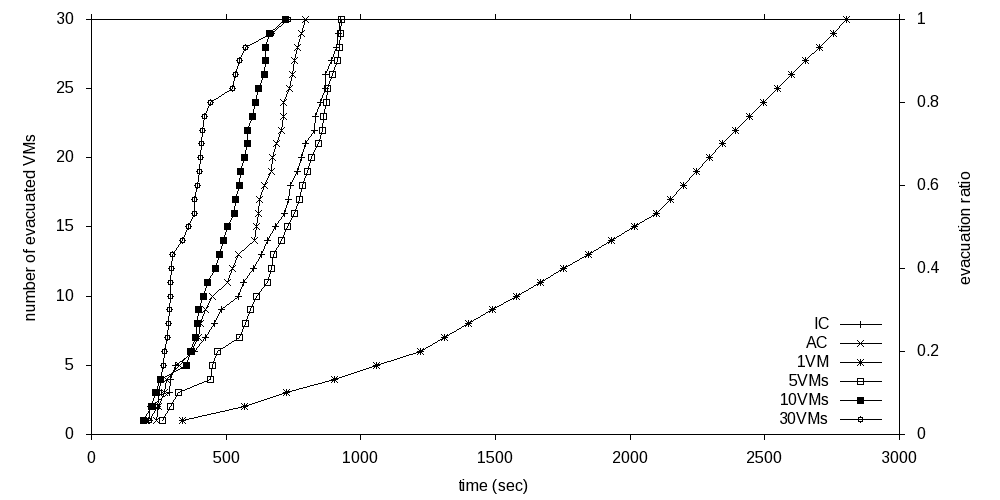 30
25
20
15
10
5
0
number of evacuated VMs
0
500
1000
1500
2000
2500
3000
time (sec)
1
0.8
0.6
0.4
0.2
0
evacuation ratio
IC
AC
1VM
5VMs
10VMs
30VMs